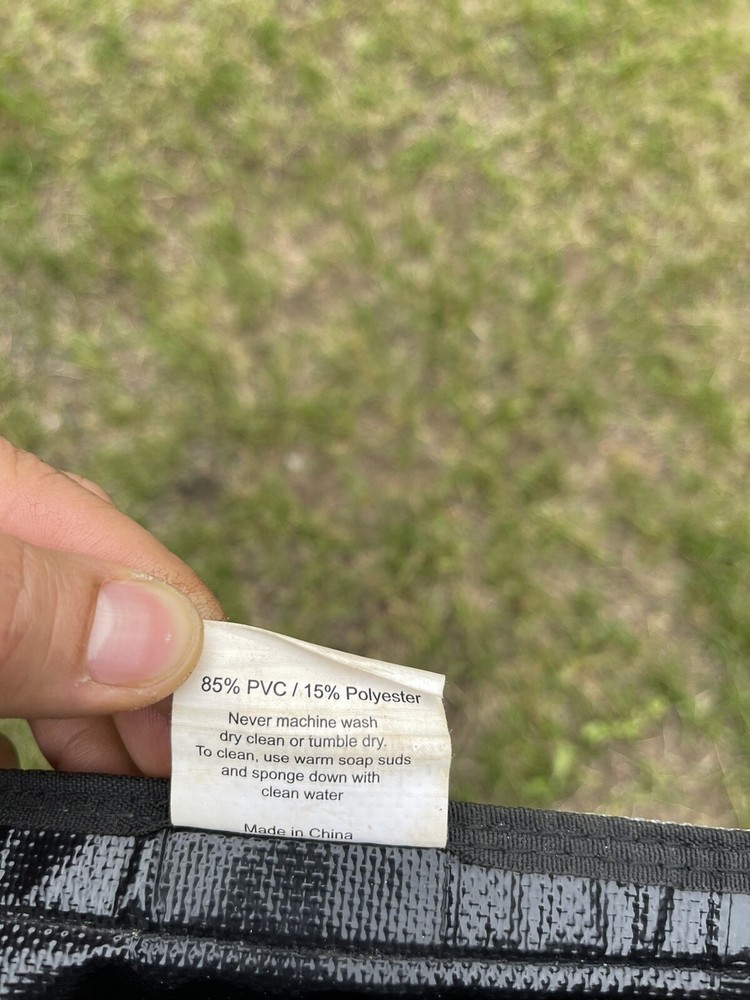 85% PVC / 15% Polyester
Never machine wash
dry clean or tumble dry.
To clean, use warm soap suds
and sponge down with
clean water
Made in China